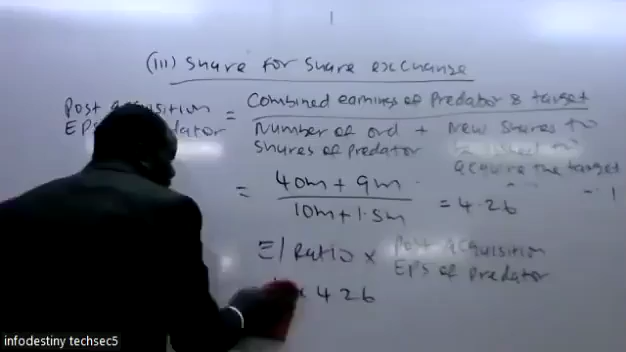 (iii) Share for Share exchange
Post acquisition = Combined earnings of Predator & target
EPS Number of ord + New Shares to
Shares of Predator
acquire the target
= 40m + 9m
10m + 1.5m = 4.26
E/Ratio x Post acquisition
EPS of Predator
x 4 26
infodestiny techsec5